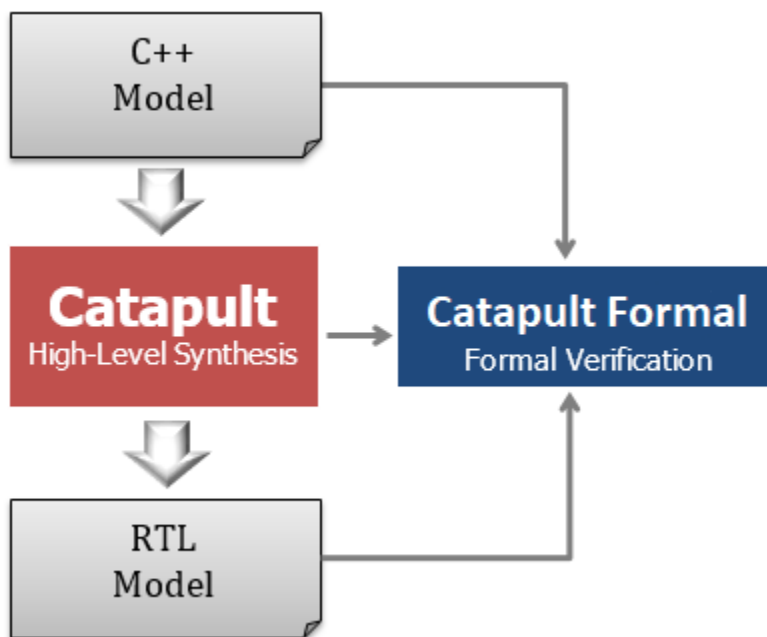 C++
Model
Catapult
High-Level Synthesis
Catapult Formal
Formal Verification
RTL
Model